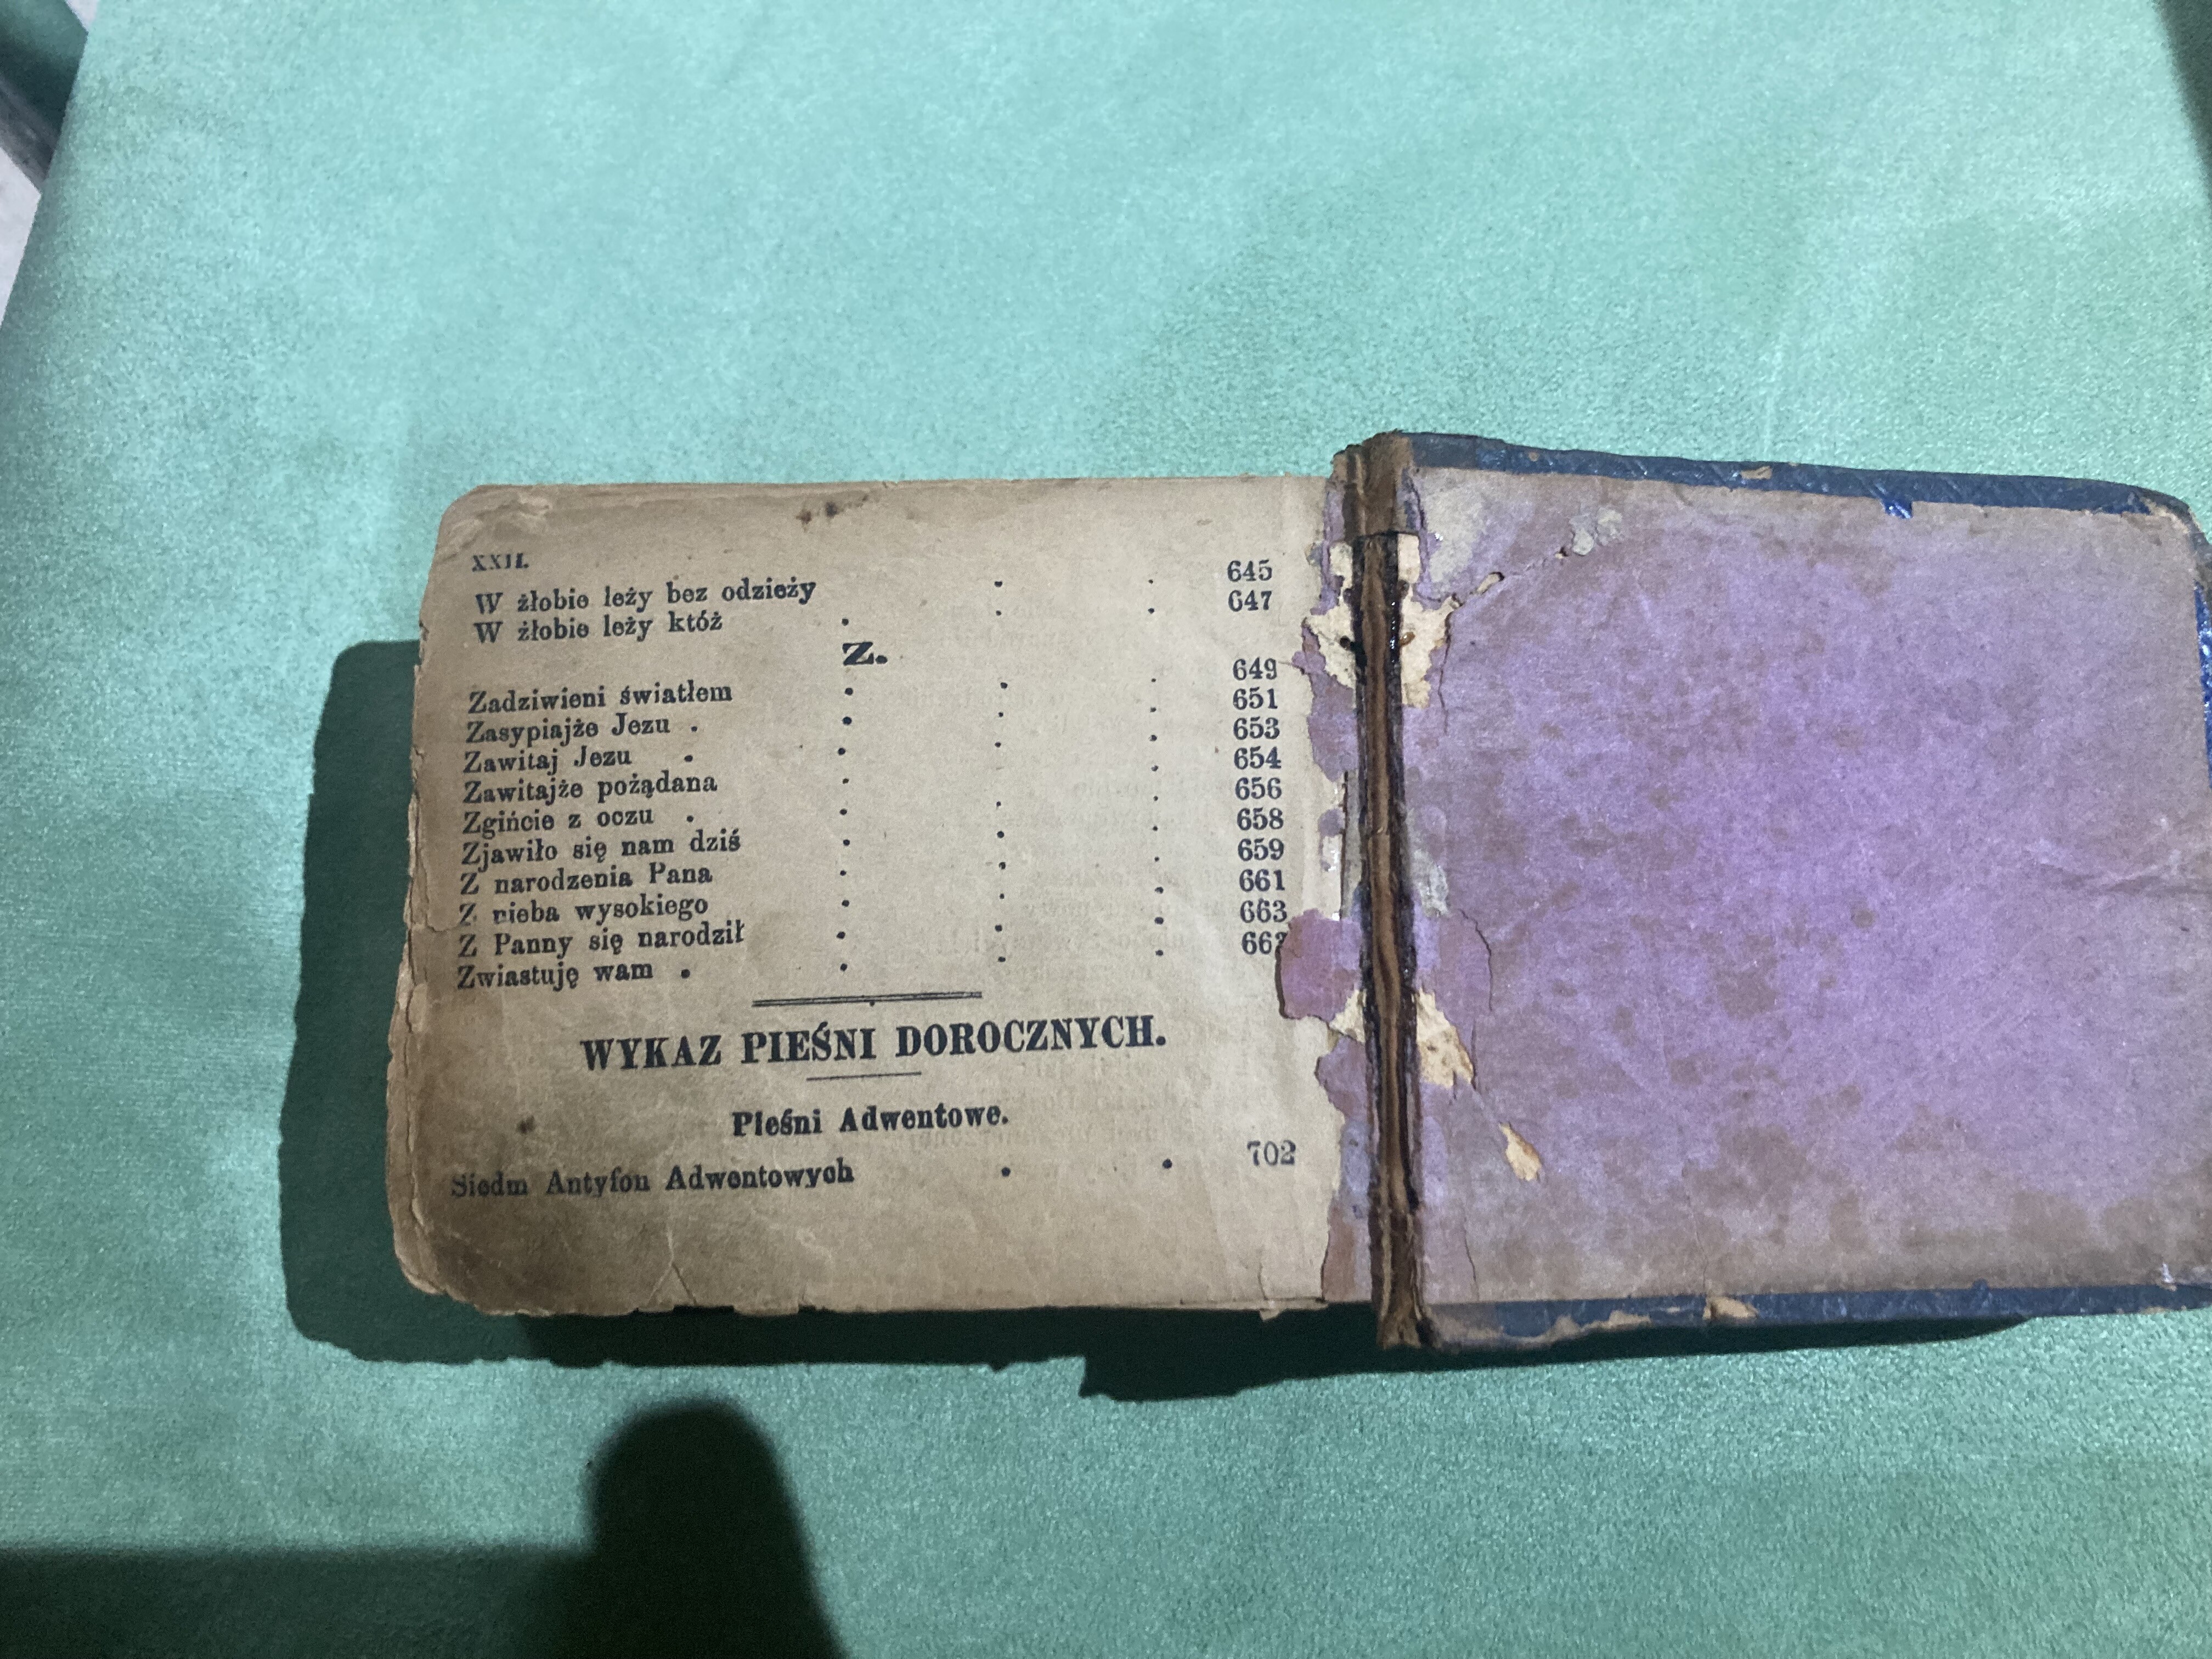 XXII.
W żłobie leży bez odzieży . . 645
W żłobie leży któż . . . 647
Z.
Zadziwieni światłem . . . 649
Zasypiajże Jezu . . . . 651
Zawitaj Jezu . . . . 653
Zawitajże pożądana . . . 654
Zgińcie z oczu . . . . 656
Zjawiło się nam dziś . . . 658
Z narodzenia Pana . . . 659
Z nieba wysokiego . . . 661
Z Panny się narodził . . . 663
Zwiastuję wam . . . .
WYKAZ PIEŚNI DOROCZNYCH.
Pieśni Adwentowe.
Siedm Antyfon Adwentowych . . 702